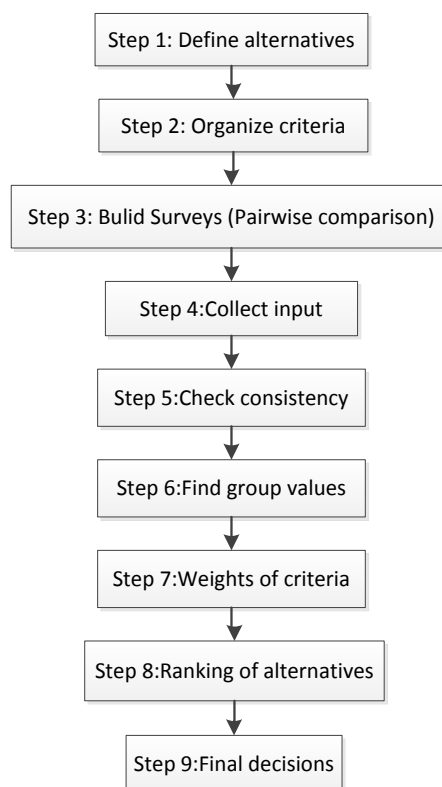 Step 1: Define alternatives
Step 2: Organize criteria
Step 3: Bulid Surveys (Pairwise comparison)
Step 4:Collect input
Step 5:Check consistency
Step 6:Find group values
Step 7:Weights of criteria
Step 8:Ranking of alternatives
Step 9:Final decisions